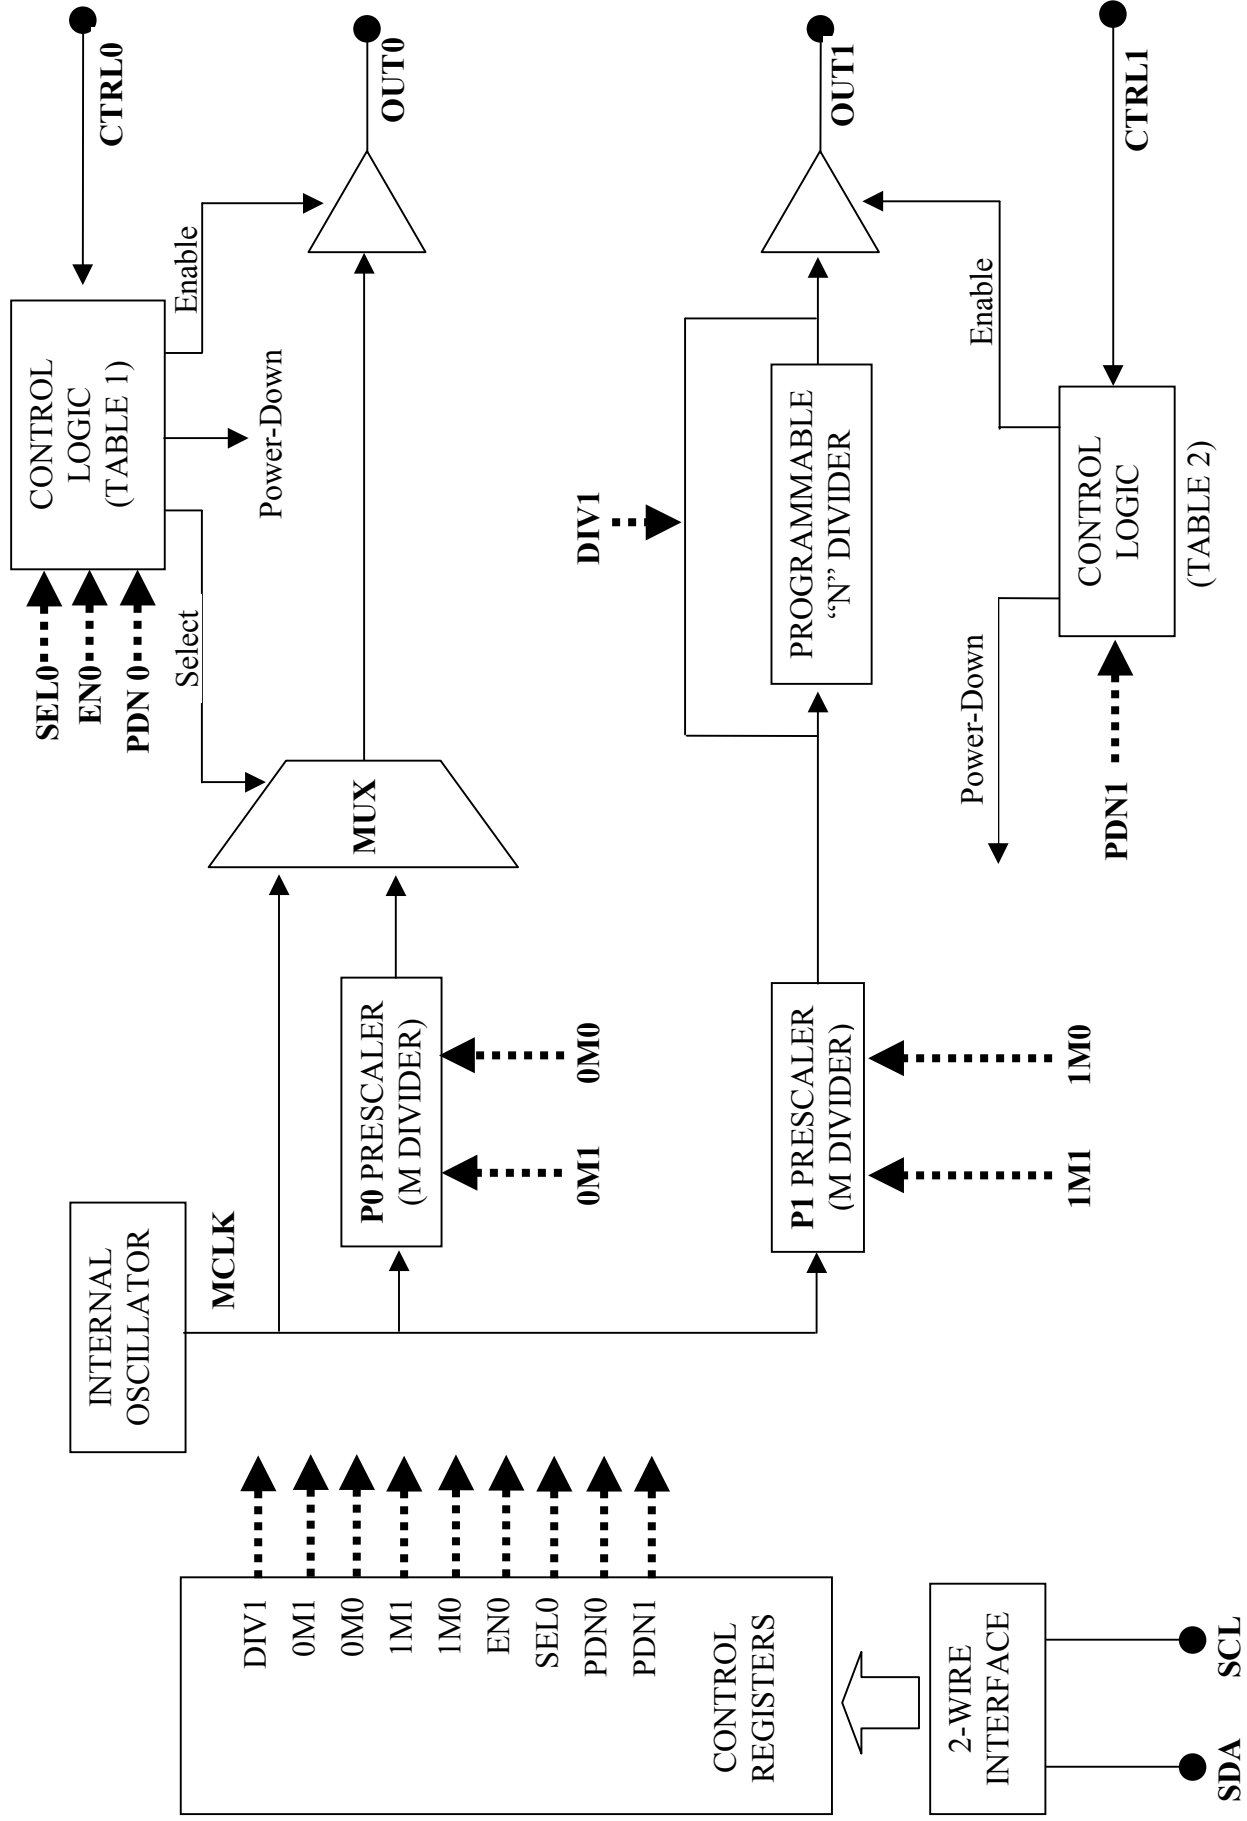 INTERNAL
OSCILLATOR
MCLK
SEL0
EN0
PDN 0
CONTROL
LOGIC
(TABLE 1)
CTRL0
Select
Enable
Power-Down
MUX
OUT0
P0 PRESCALER
(M DIVIDER)
0M1
0M0
DIV1
P1 PRESCALER
(M DIVIDER)
1M1
1M0
PROGRAMMABLE
“N” DIVIDER
OUT1
Enable
Power-Down
CONTROL
LOGIC
(TABLE 2)
PDN1
CTRL1
DIV1
0M1
0M0
1M1
1M0
EN0
SEL0
PDN0
PDN1
CONTROL
REGISTERS
2-WIRE
INTERFACE
SDA
SCL